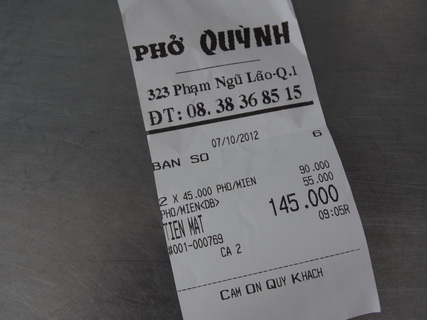 PHỞ QUỲNH
323 Phạm Ngũ Lão-Q.1
ĐT: 08. 38 36 85 15
07/10/2012
BAN SO 6
2 X 45.000 PHO/MIEN 90.000
PHO/MIEN<DB> 55.000
TIEN MAT 145.000
#001-000769 09:05R
CA 2
CAM ON QUY KHACH